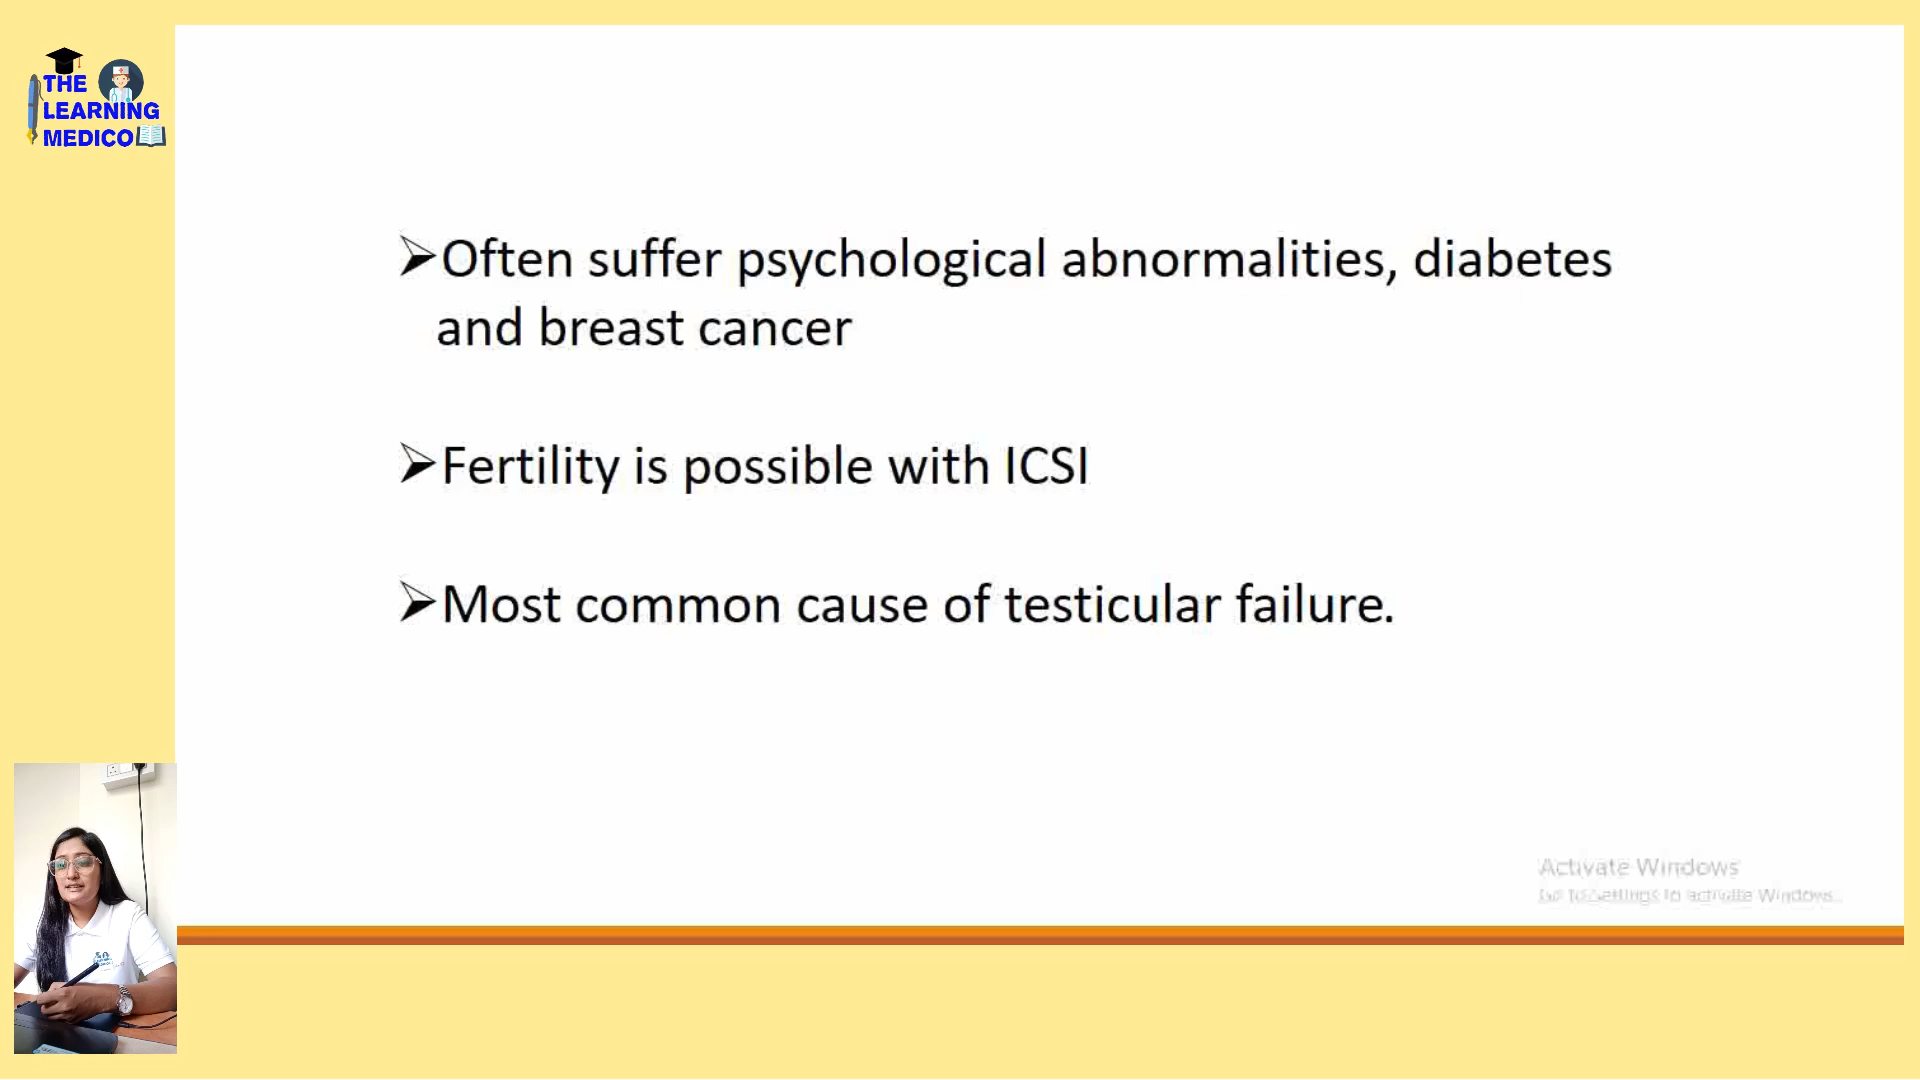 THE
LEARNING
MEDICO
➢Often suffer psychological abnormalities, diabetes
and breast cancer
➢Fertility is possible with ICSI
➢Most common cause of testicular failure.
Activate Windows
Go to Settings to activate Windows.